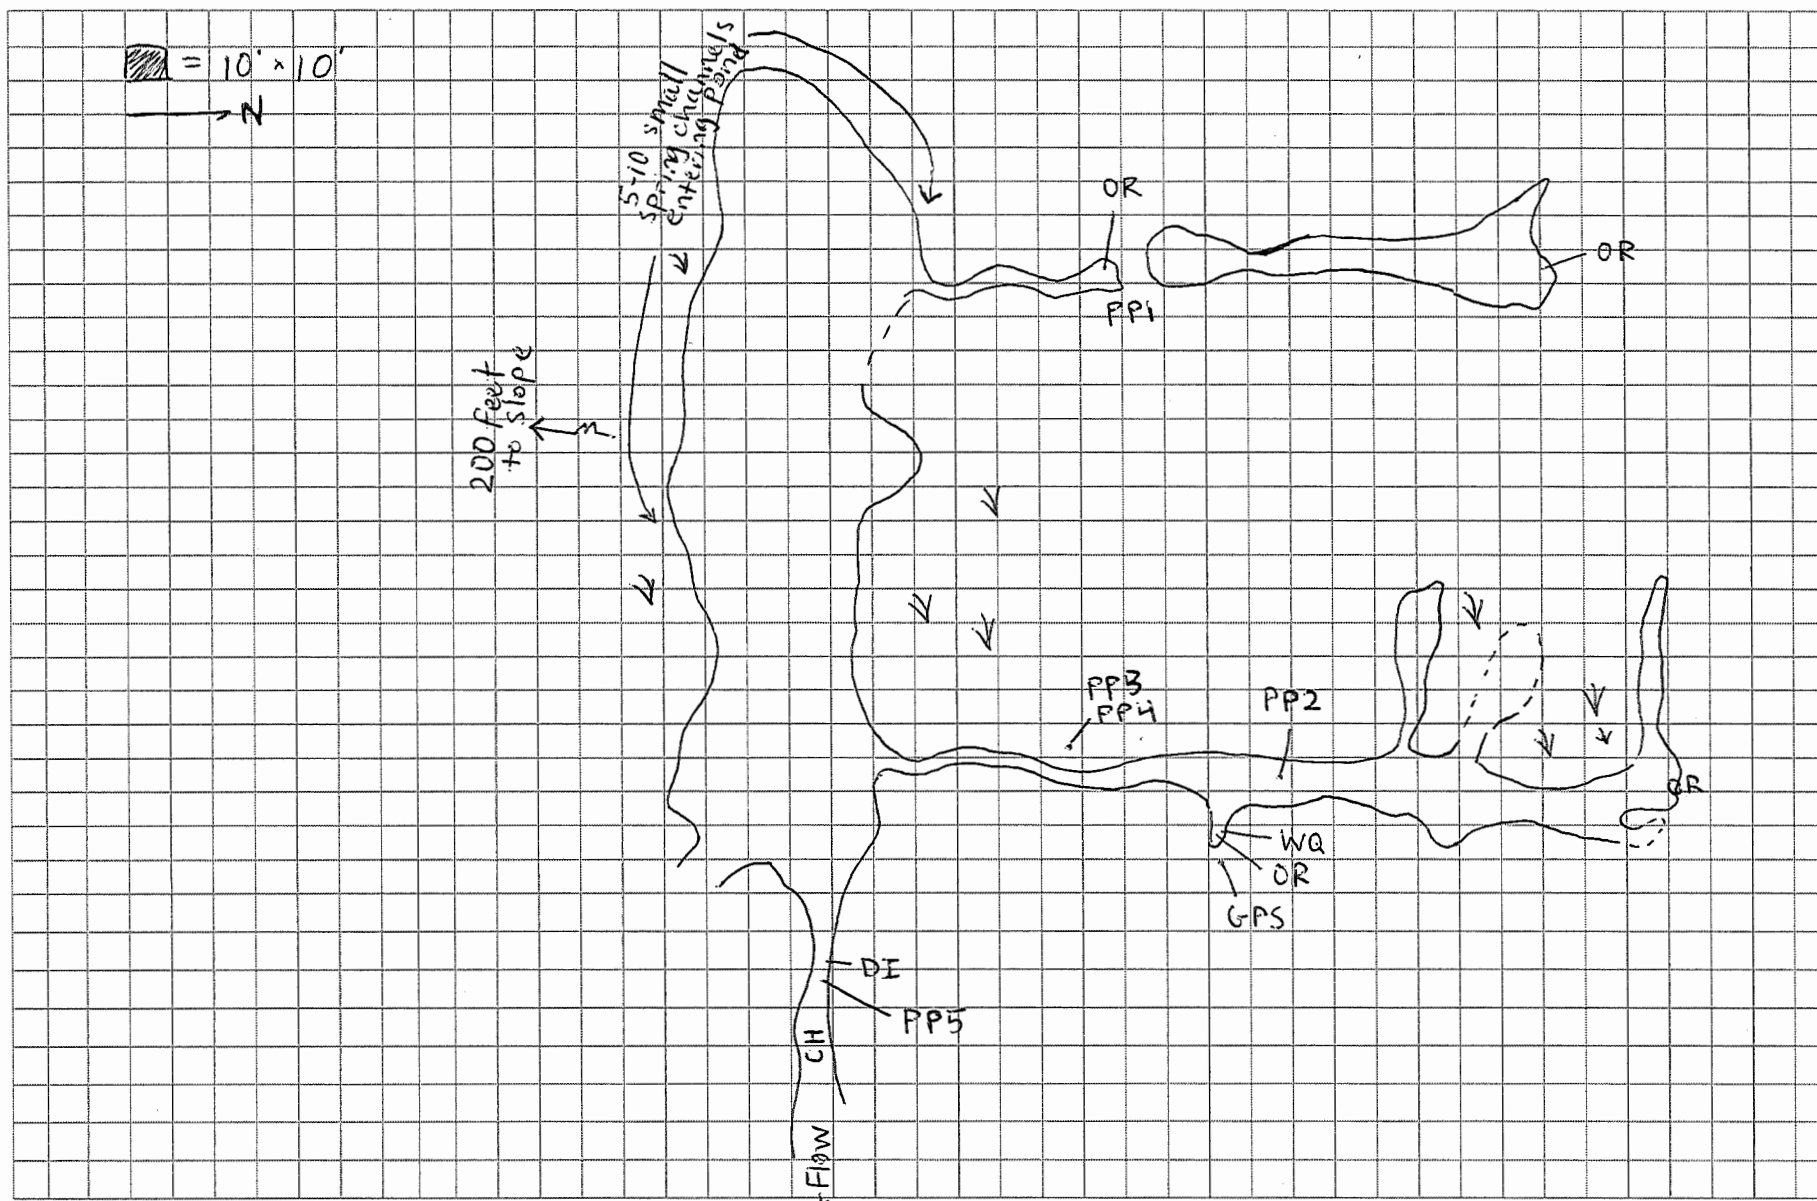 = 10' × 10'
N
5-10 small
spring channels
entering pond
OR
OR
PP1
200 feet
to slope
PP3
PP4
PP2
OR
WQ
OR
GPS
DI
PP5
CH
Flow